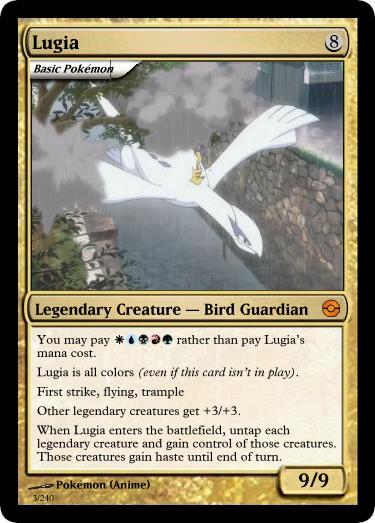 Lugia 8
Basic Pokémon
Legendary Creature — Bird Guardian
You may pay rather than pay Lugia's
mana cost.
Lugia is all colors (even if this card isn't in play).
First strike, flying, trample
Other legendary creatures get +3/+3.
When Lugia enters the battlefield, untap each
legendary creature and gain control of those creatures.
Those creatures gain haste until end of turn.
9/9
Pokémon (Anime)
3/240